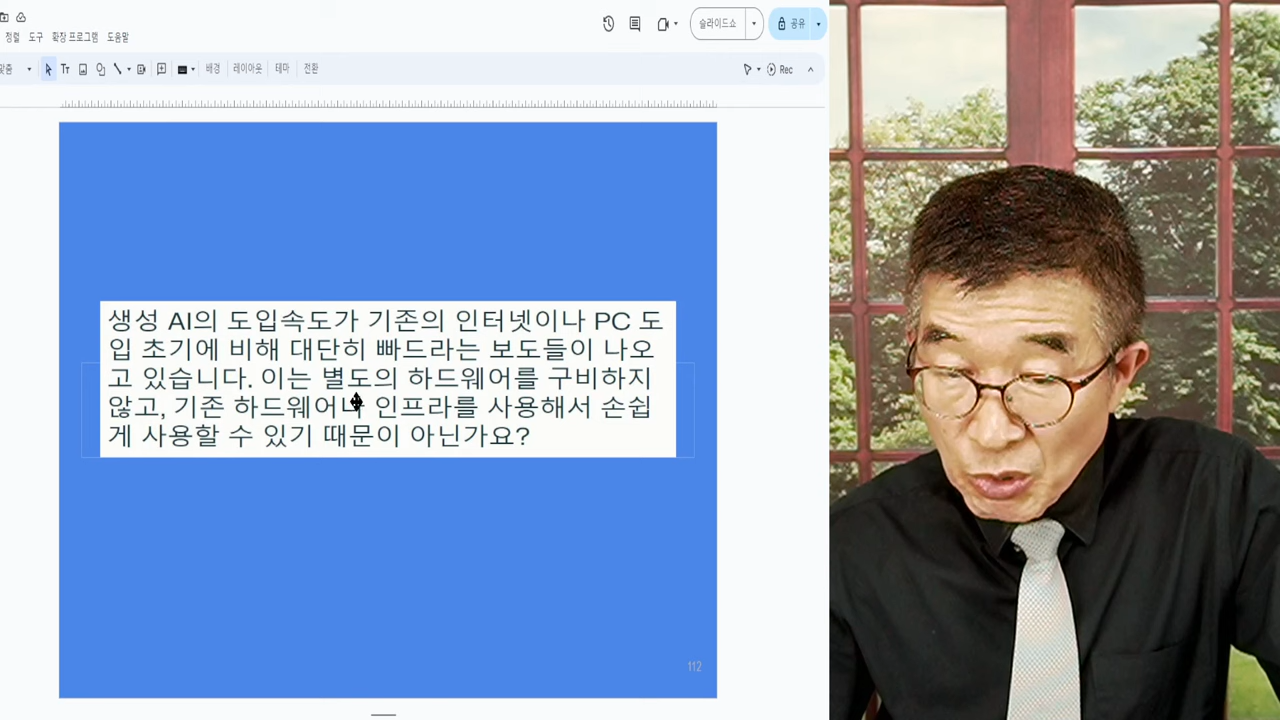 정렬 도구 확장 프로그램 도움말
슬라이드쇼
공유
맞춤
배경 레이아웃 테마 전환
Rec
생성 AI의 도입속도가 기존의 인터넷이나 PC 도
입 초기에 비해 대단히 빠드라는 보도들이 나오
고 있습니다. 이는 별도의 하드웨어를 구비하지
않고, 기존 하드웨어나 인프라를 사용해서 손쉽
게 사용할 수 있기 때문이 아닌가요?
112